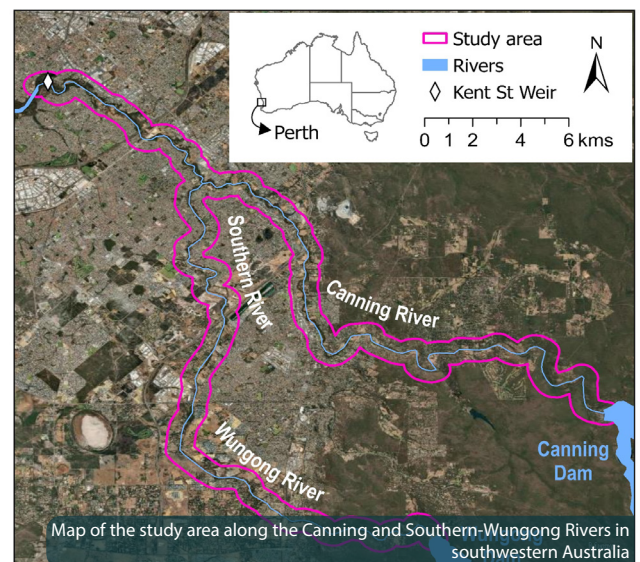 Study area
Rivers
Kent St Weir
N
Perth
0 1 2 4 6 kms
Southern
River
Canning River
Wungong River
Canning
Dam
Wungong
Map of the study area along the Canning and Southern-Wungong Rivers in
southwestern Australia